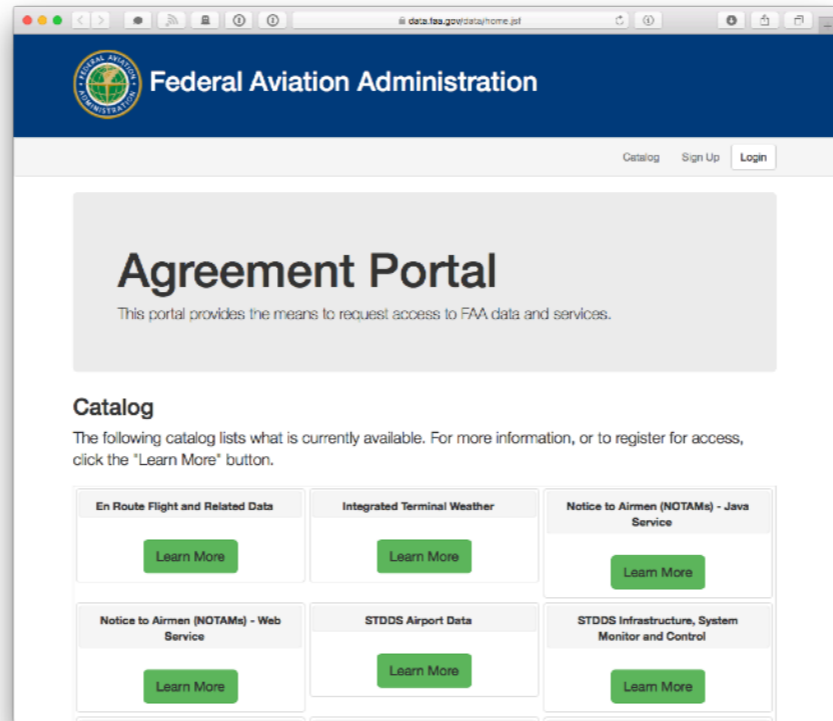 data.faa.gov/data/home.jsf
FEDERAL AVIATION
ADMINISTRATION
Federal Aviation Administration
Catalog Sign Up Login
Agreement Portal
This portal provides the means to request access to FAA data and services.
Catalog
The following catalog lists what is currently available. For more information, or to register for access,
click the "Learn More" button.
En Route Flight and Related Data
Learn More
Integrated Terminal Weather
Learn More
Notice to Airmen (NOTAMs) - Java
Service
Learn More
Notice to Airmen (NOTAMs) - Web
Service
Learn More
STDDS Airport Data
Learn More
STDDS Infrastructure, System
Monitor and Control
Learn More